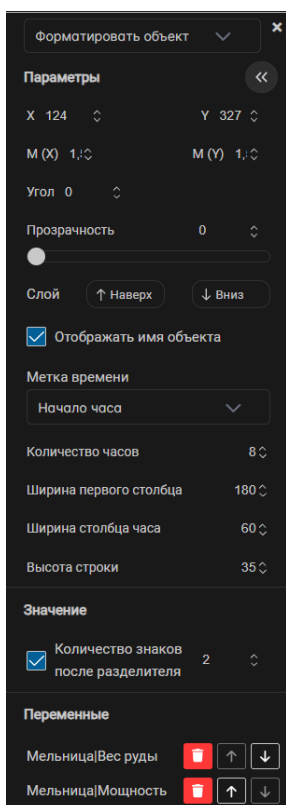 Форматировать объект
Параметры
X 124 Y 327
M (X) 1, M (Y) 1,
Угол 0
Прозрачность 0
Слой ↑ Наверх ↓ Вниз
Отображать имя объекта
Метка времени
Начало часа
Количество часов 8
Ширина первого столбца 180
Ширина столбца часа 60
Высота строки 35
Значение
Количество знаков
после разделителя 2
Переменные
Мельница|Вес руды
Мельница|Мощность